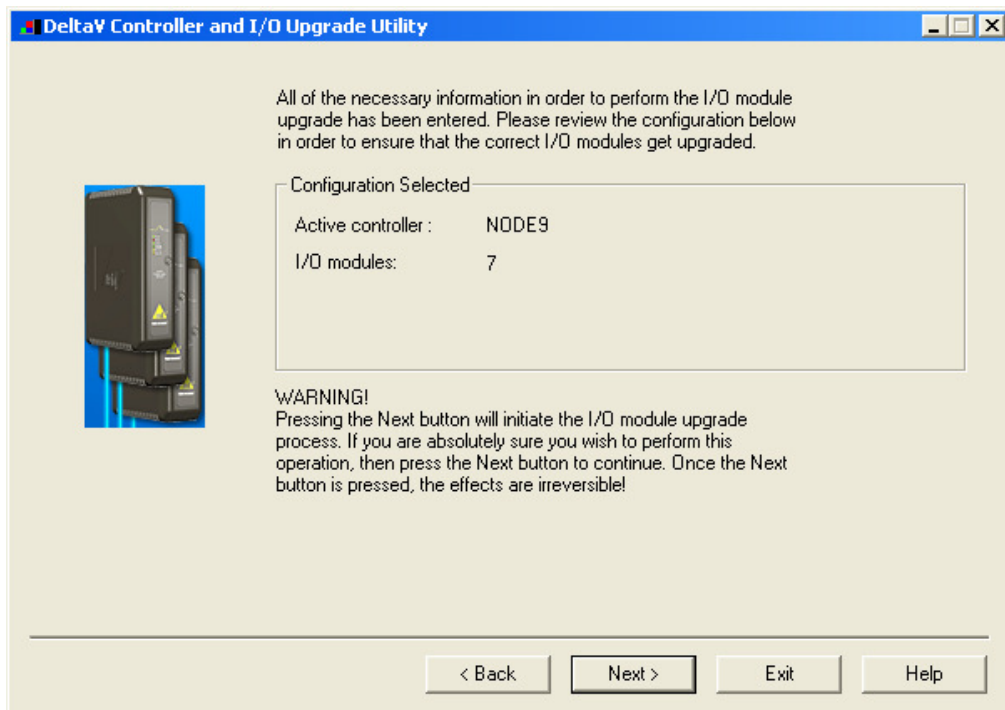 DeltaV Controller and I/O Upgrade Utility
All of the necessary information in order to perform the I/O module
upgrade has been entered. Please review the configuration below
in order to ensure that the correct I/O modules get upgraded.
Configuration Selected
Active controller : NODE9
I/O modules: 7
WARNING!
Pressing the Next button will initiate the I/O module upgrade
process. If you are absolutely sure you wish to perform this
operation, then press the Next button to continue. Once the Next
button is pressed, the effects are irreversible!
< Back Next > Exit Help